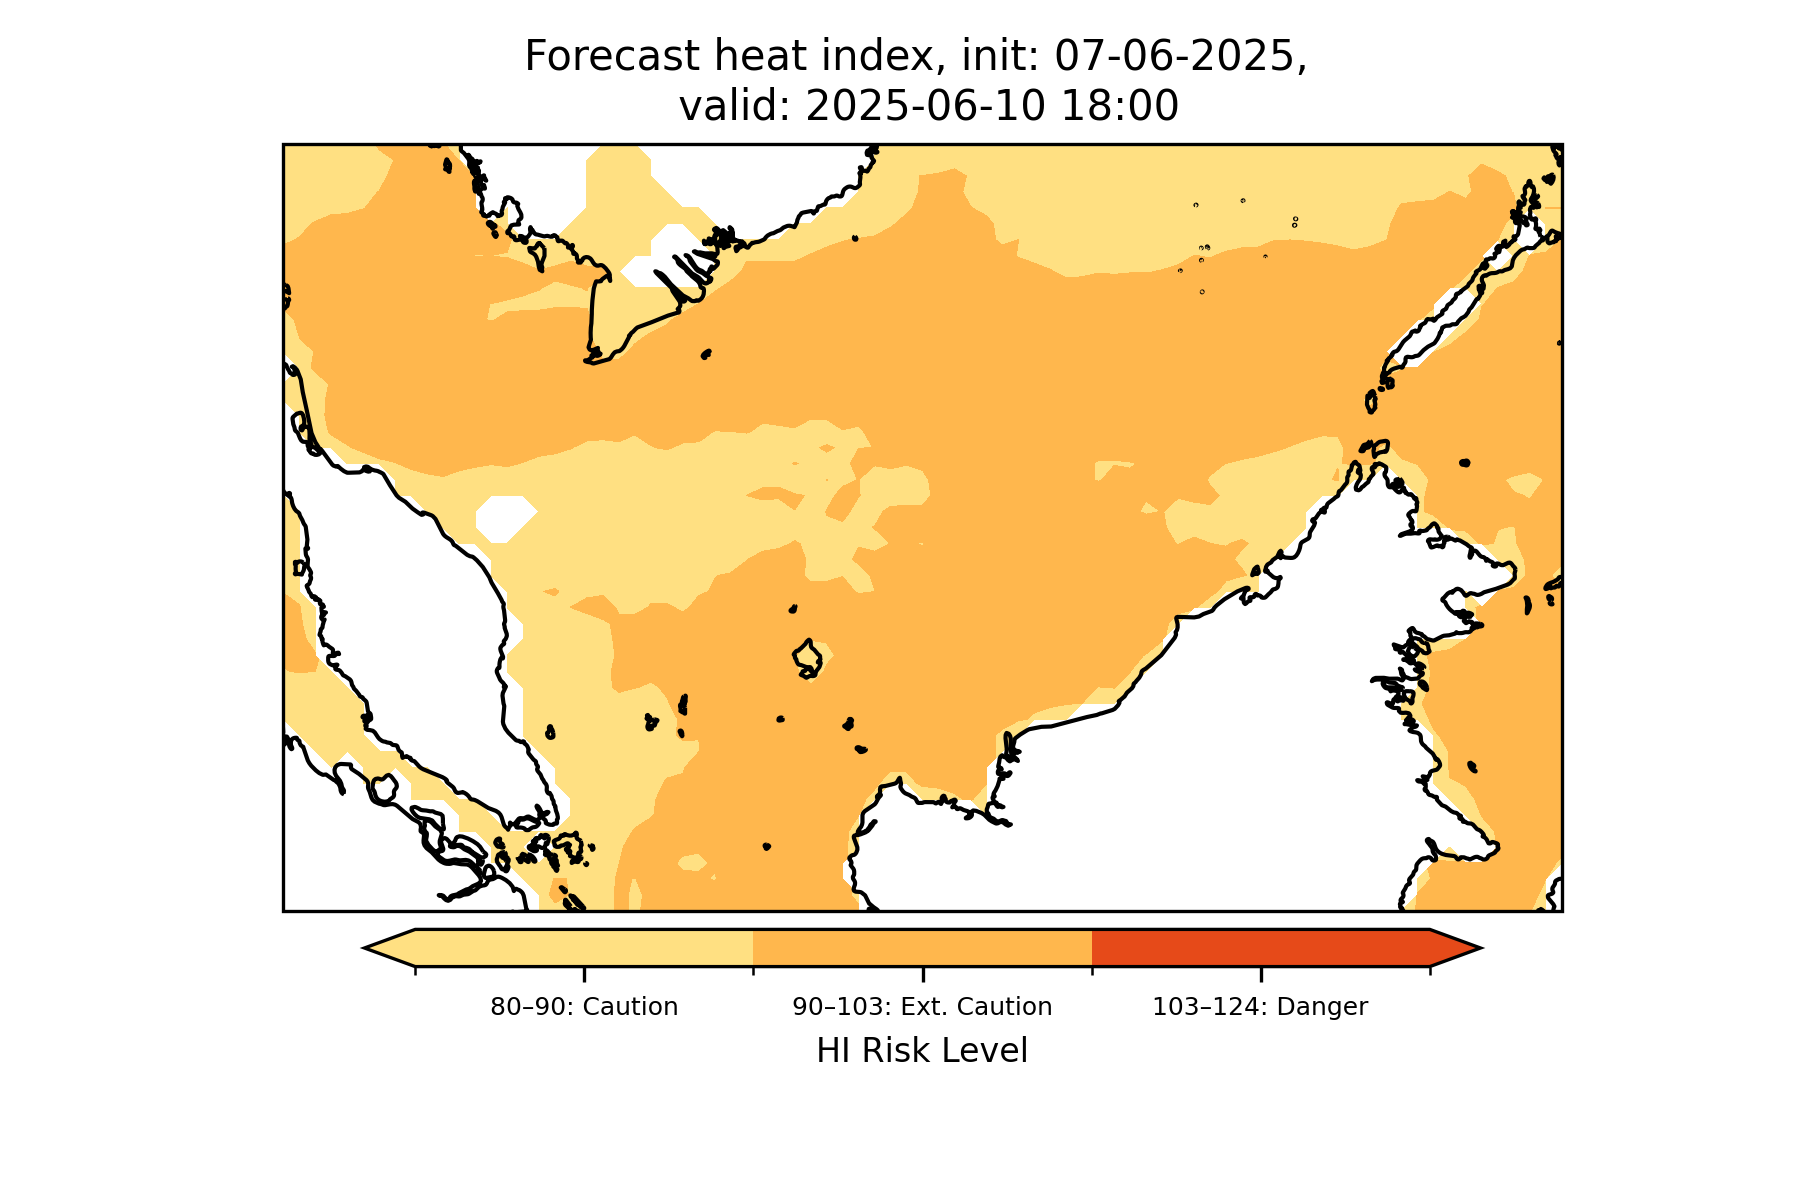 Forecast heat index, init: 07-06-2025,
valid: 2025-06-10 18:00
80–90: Caution
90–103: Ext. Caution
103–124: Danger
HI Risk Level